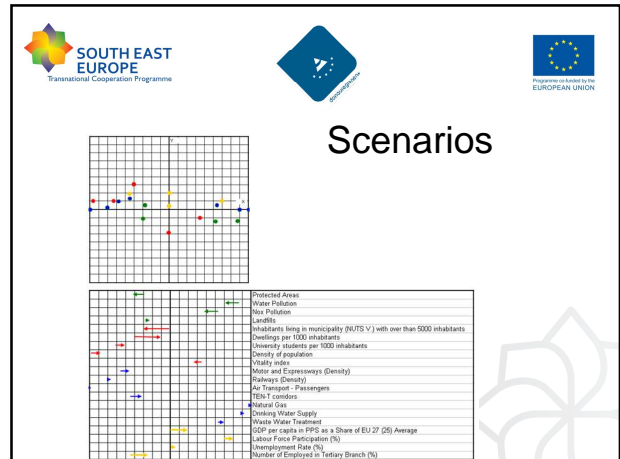 SOUTH EAST
EUROPE
Transnational Cooperation Programme
donauregionen+
Programme co-funded by the
EUROPEAN UNION
Scenarios
Y
X
Protected Areas
Water Pollution
Nox Pollution
Landfills
Inhabitants living in municipality (NUTS V.) with over than 5000 inhabitants
Dwellings per 1000 inhabitants
University students per 1000 inhabitants
Density of population
Vitality index
Motor and Expressways (Density)
Railways (Density)
Air Transport - Passengers
TEN-T corridors
Natural Gas
Drinking Water Supply
Waste Water Treatment
GDP per capita in PPS as a Share of EU 27 (25) Average
Labour Force Participation (%)
Unemployment Rate (%)
Number of Employed in Tertiary Branch (%)